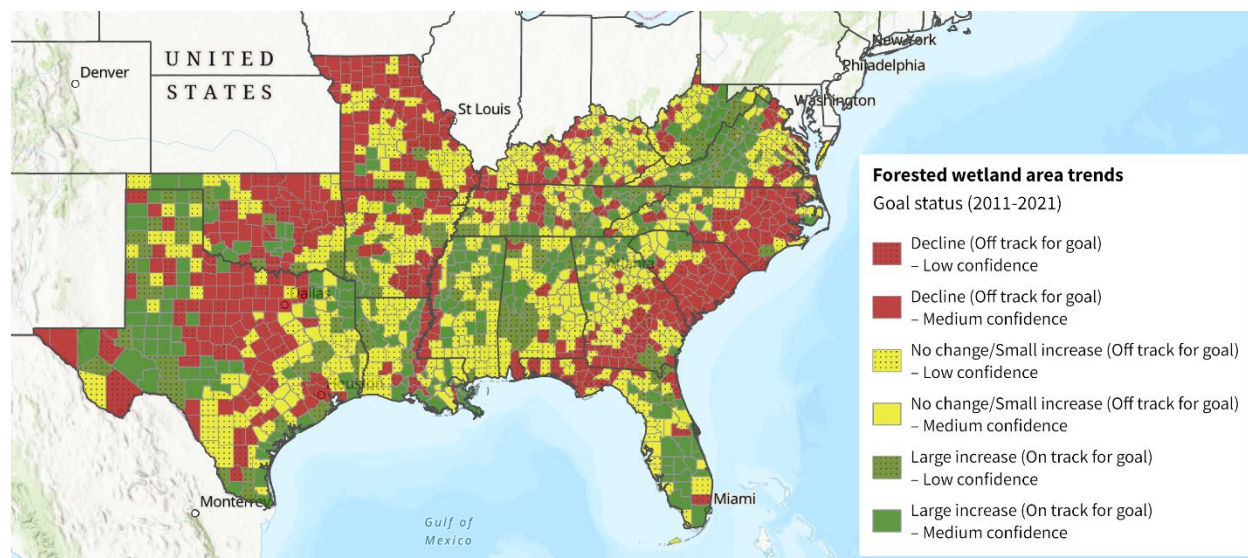 New York
Denver
UNITED
Philadelphia
STATES
Washington
St Louis
Forested wetland area trends
Goal status (2011-2021)
Decline (Off track for goal)
– Low confidence
Decline (Off track for goal)
– Medium confidence
No change/Small increase (Off track for goal)
– Low confidence
No change/Small increase (Off track for goal)
– Medium confidence
Large increase (On track for goal)
– Low confidence
Large increase (On track for goal)
– Medium confidence
Atlanta
Dallas
Houston
Monterrey
Miami
Gulf of
Mexico